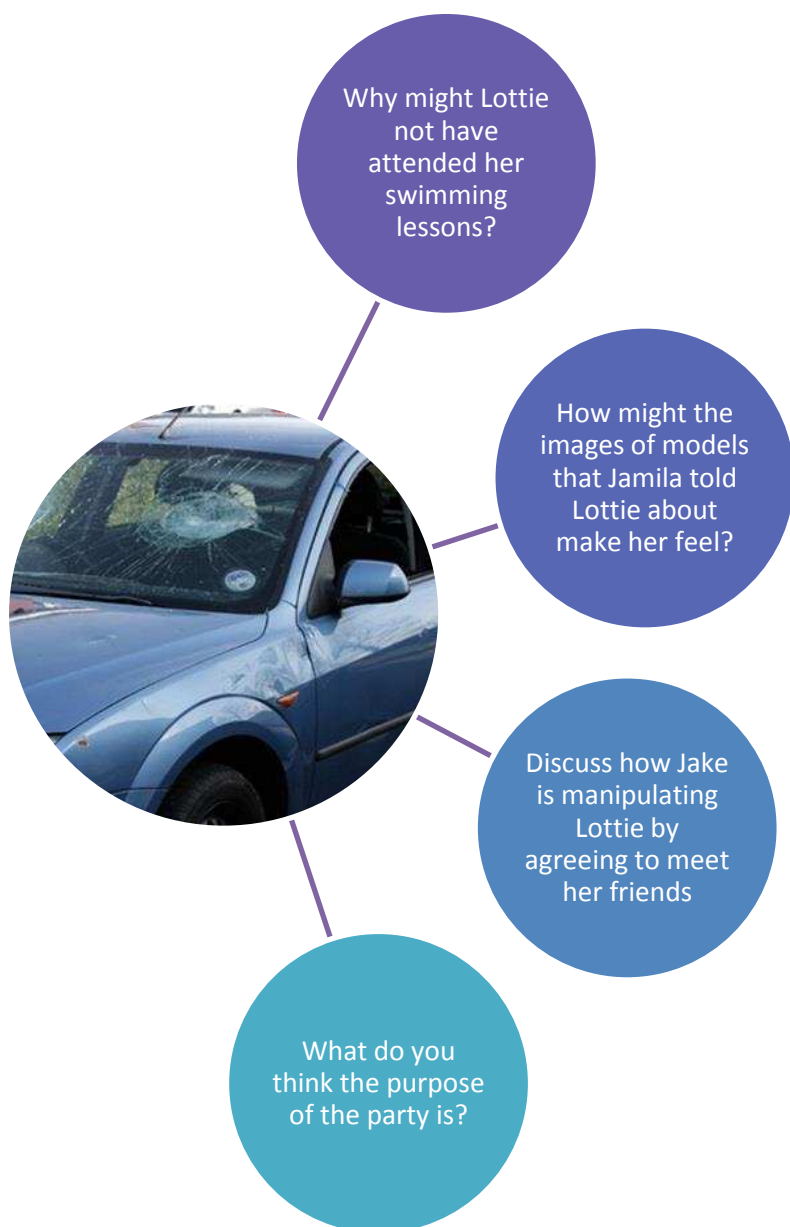 Why might Lottie
not have
attended her
swimming
lessons?
How might the
images of models
that Jamila told
Lottie about
make her feel?
Discuss how Jake
is manipulating
Lottie by
agreeing to meet
her friends
What do you
think the purpose
of the party is?